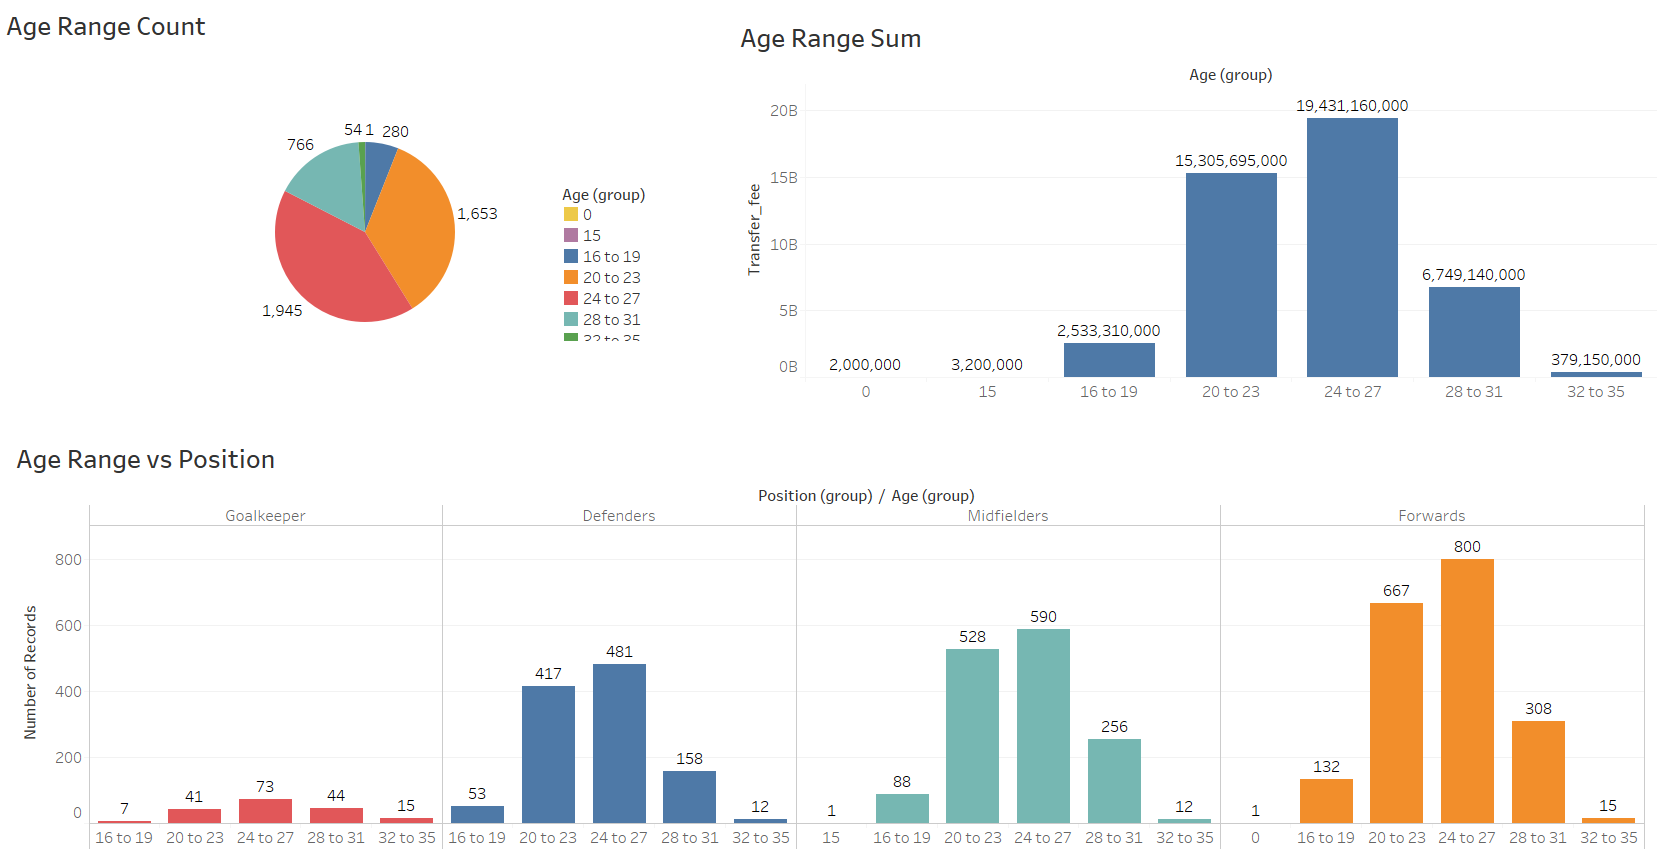 Age Range Count
54 1 280
766
1,653
1,945
Age (group)
0
15
16 to 19
20 to 23
24 to 27
28 to 31
32 to 35
Age Range Sum
Age (group)
Transfer_fee
20B
15B
10B
5B
0B
2,000,000
3,200,000
2,533,310,000
15,305,695,000
19,431,160,000
6,749,140,000
379,150,000
0 15 16 to 19 20 to 23 24 to 27 28 to 31 32 to 35
Age Range vs Position
Position (group) / Age (group)
Goalkeeper Defenders Midfielders Forwards
Number of Records
800
600
400
200
0
7 41 73 44 15
53 417 481 158 12
1 88 528 590 256 12
1 132 667 800 308 15
16 to 19 20 to 23 24 to 27 28 to 31 32 to 35 16 to 19 20 to 23 24 to 27 28 to 31 32 to 35 15 16 to 19 20 to 23 24 to 27 28 to 31 32 to 35 0 16 to 19 20 to 23 24 to 27 28 to 31 32 to 35